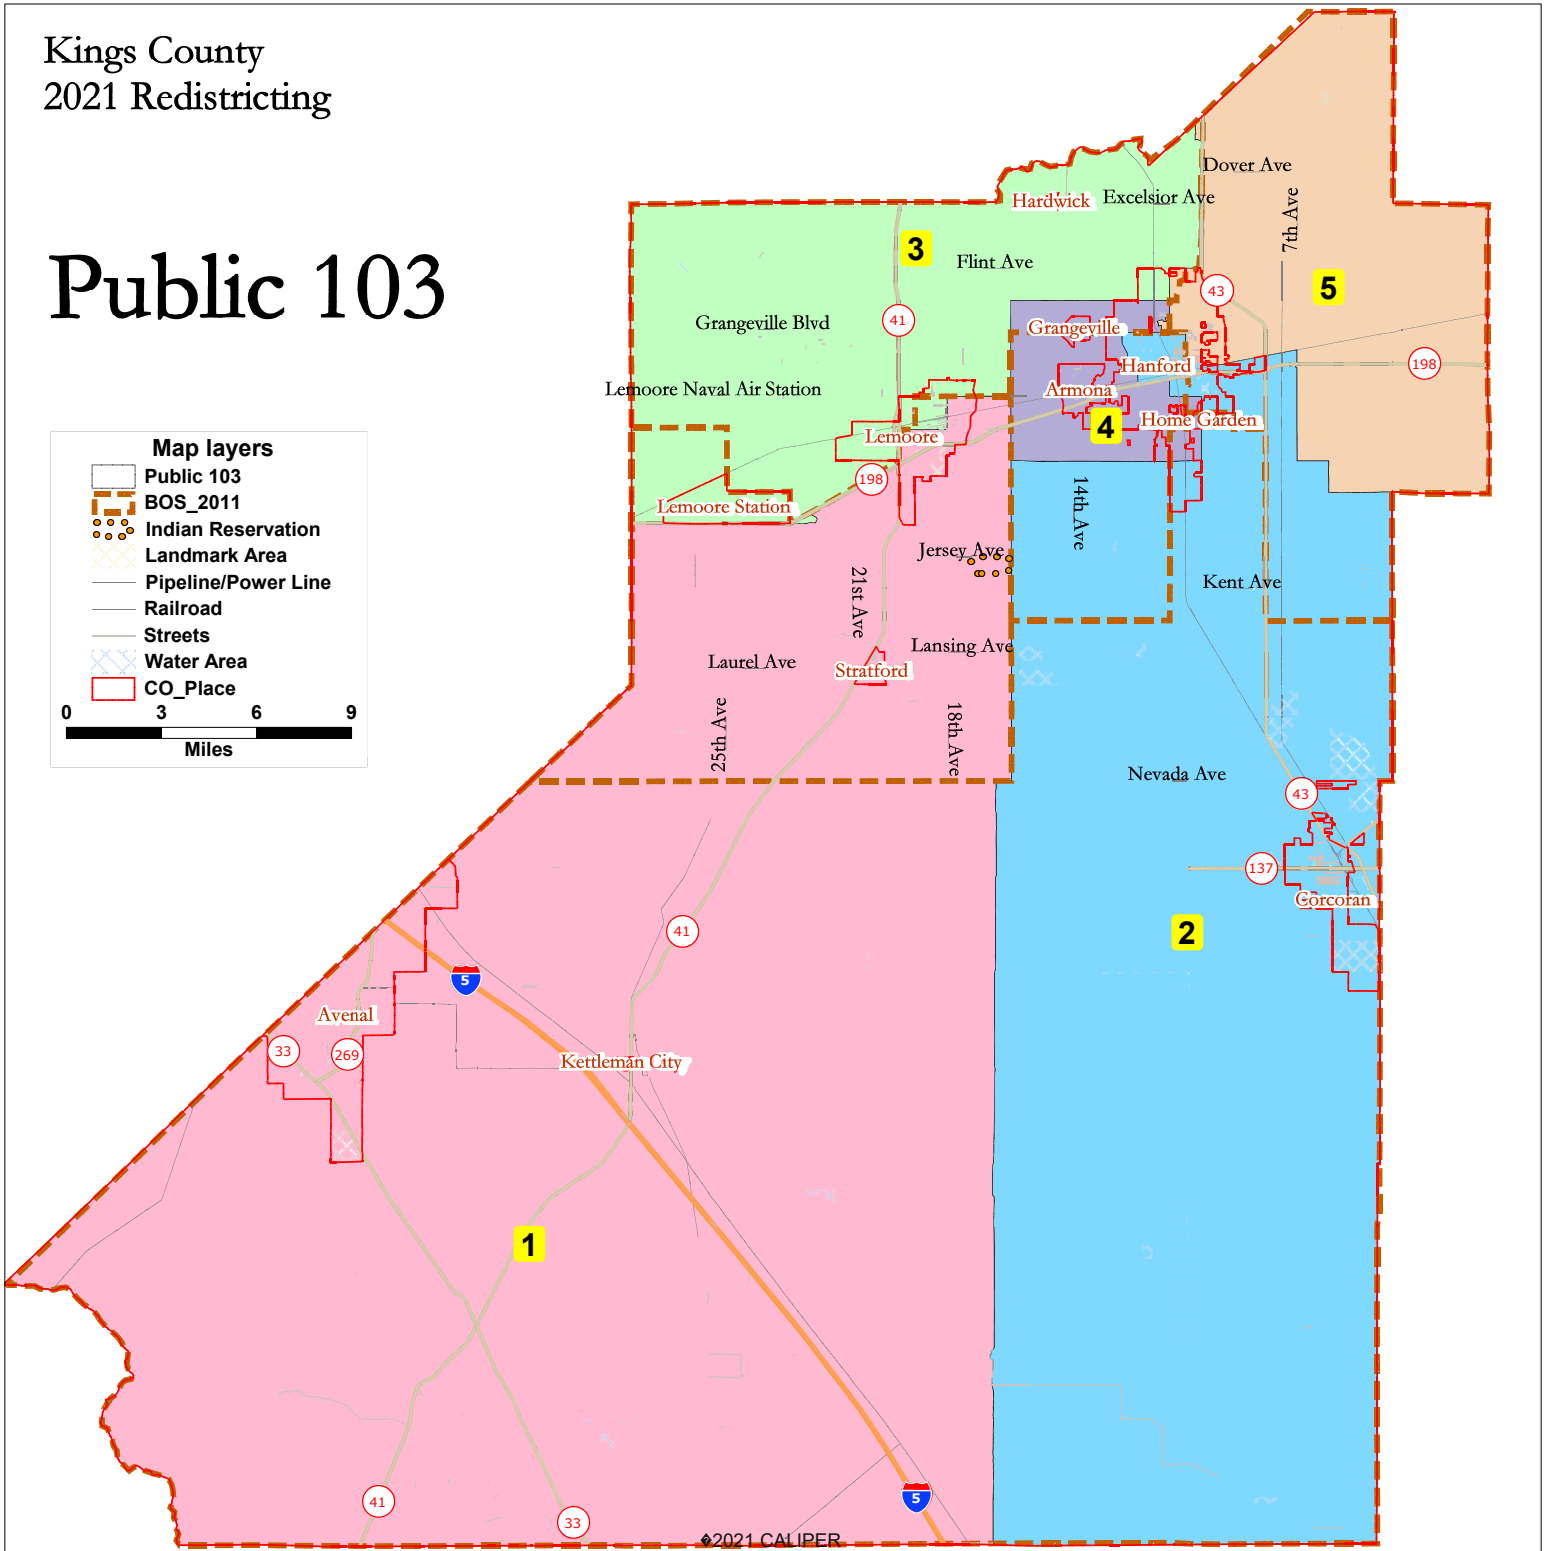 Kings County
2021 Redistricting
Public 103
Map layers
Public 103
BOS_2011
Indian Reservation
Landmark Area
Pipeline/Power Line
Railroad
Streets
Water Area
CO_Place
0 3 6 9
Miles
Dover Ave
Hardwick
Excelsior Ave
7th Ave
3
Flint Ave
5
43
41
Grangeville Blvd
Grangeville
Hanford
198
Lemoore Naval Air Station
Armona
4
Home Garden
Lemoore
198
Lemoore Station
14th Ave
Jersey Ave
21st Ave
Kent Ave
Lansing Ave
Laurel Ave
Stratford
25th Ave
18th Ave
Nevada Ave
43
137
Corcoran
41
2
5
Avenal
33
269
Kettleman City
1
41
33
5
�2021 CALIPER